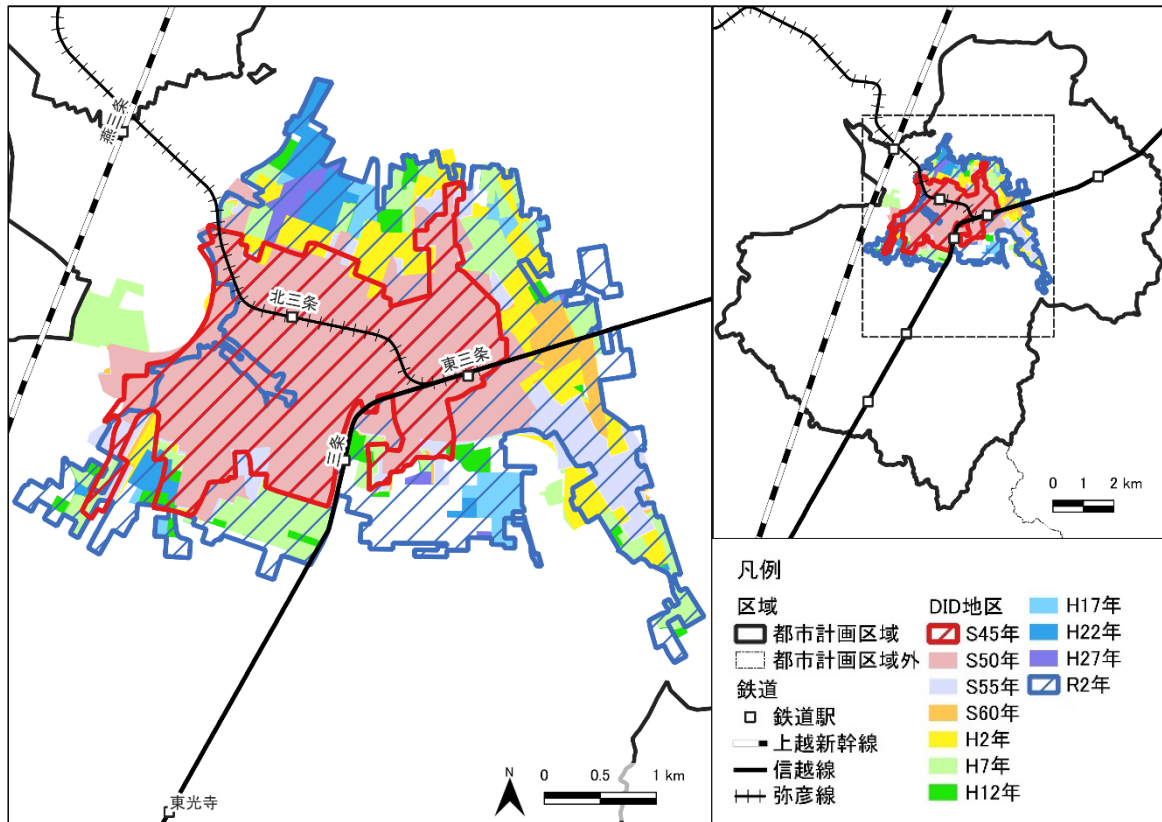 燕三条
北三条
東三条
三条
東光寺
N
0 0.5 1 km
0 1 2 km
凡例
区域
都市計画区域
都市計画区域外
鉄道
鉄道駅
上越新幹線
信越線
弥彦線
DID地区
S45年
S50年
S55年
S60年
H2年
H7年
H12年
H17年
H22年
H27年
R2年